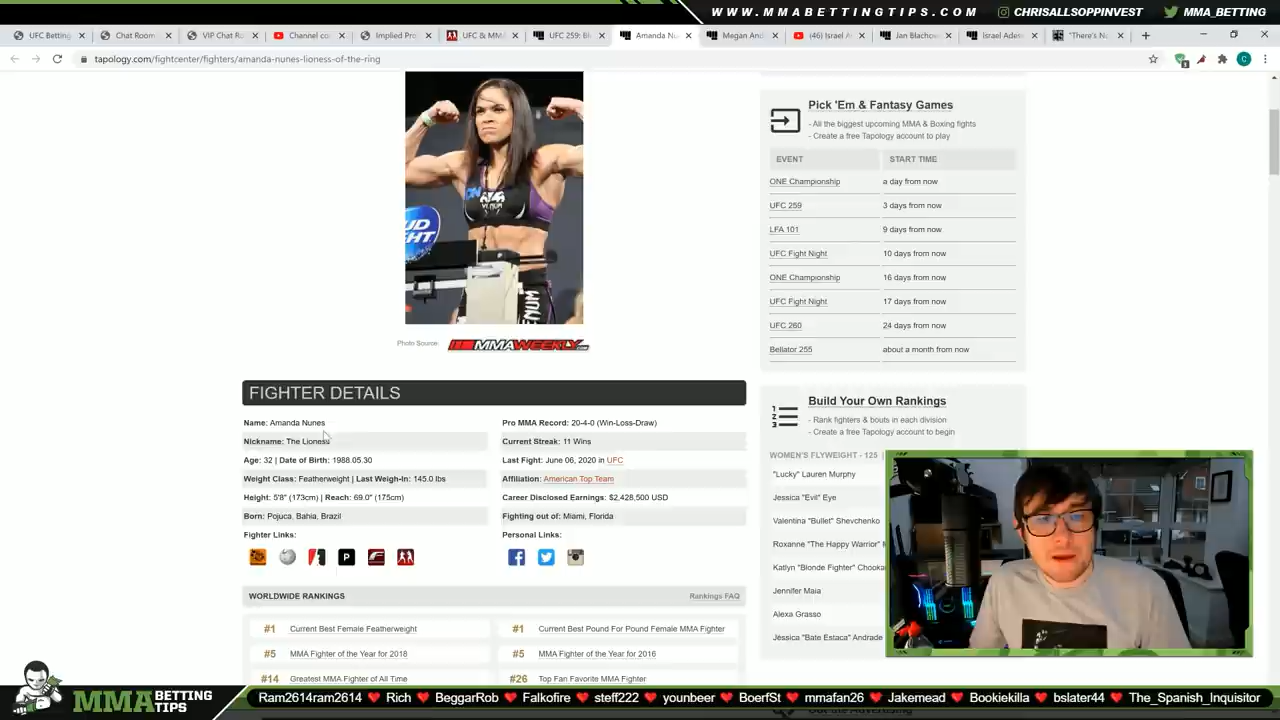 WWW.MMABETTINGTIPS.COM CHRISALLSOPPINVEST MMA_BETTING
UFC Betting Chat Room VIP Chat Ro Channel co Implied Pro UFC & MM UFC 259: Bl Amanda Nu Megan And (46) Israel A Jan Blachow Israel Ades "There's No
tapology.com/fightcenter/fighters/amanda-nunes-lioness-of-the-ring
Photo Source: MMAWEEKLY.COM
FIGHTER DETAILS
Name: Amanda Nunes
Nickname: The Lioness
Age: 32 | Date of Birth: 1988.05.30
Weight Class: Featherweight | Last Weigh-In: 145.0 lbs
Height: 5'8" (173cm) | Reach: 69.0" (175cm)
Born: Pojuca, Bahia, Brazil
Fighter Links:
Pro MMA Record: 20-4-0 (Win-Loss-Draw)
Current Streak: 11 Wins
Last Fight: June 06, 2020 in UFC
Affiliation: American Top Team
Career Disclosed Earnings: $2,428,500 USD
Fighting out of: Miami, Florida
Personal Links:
WORLDWIDE RANKINGS Rankings FAQ
#1 Current Best Female Featherweight
#1 Current Best Pound For Pound Female MMA Fighter
#5 MMA Fighter of the Year for 2018
#5 MMA Fighter of the Year for 2016
#14 Greatest MMA Fighter of All Time
#26 Top Fan Favorite MMA Fighter
Pick 'Em & Fantasy Games
- All the biggest upcoming MMA & Boxing fights
- Create a free Tapology account to play
EVENT START TIME
ONE Championship a day from now
UFC 259 3 days from now
LFA 101 9 days from now
UFC Fight Night 10 days from now
ONE Championship 16 days from now
UFC Fight Night 17 days from now
UFC 260 24 days from now
Bellator 255 about a month from now
Build Your Own Rankings
- Rank fighters & bouts in each division
- Create a free Tapology account to begin
WOMEN'S FLYWEIGHT - 125
"Lucky" Lauren Murphy
Jessica "Evil" Eye
Valentina "Bullet" Shevchenko
Roxanne "The Happy Warrior"
Katlyn "Blonde Fighter" Chooka
Jennifer Maia
Alexa Grasso
Jéssica "Bate Estaca" Andrade
MMA BETTING TIPS
Ram2614ram2614 ❤ Rich ❤ BeggarRob ❤ Falkofire ❤ steff222 ❤ younbeer ❤ BoerfSt ❤ mmafan26 ❤ Jakemead ❤ Bookiekilla ❤ bslater44 ❤ The_Spanish_Inquisitor